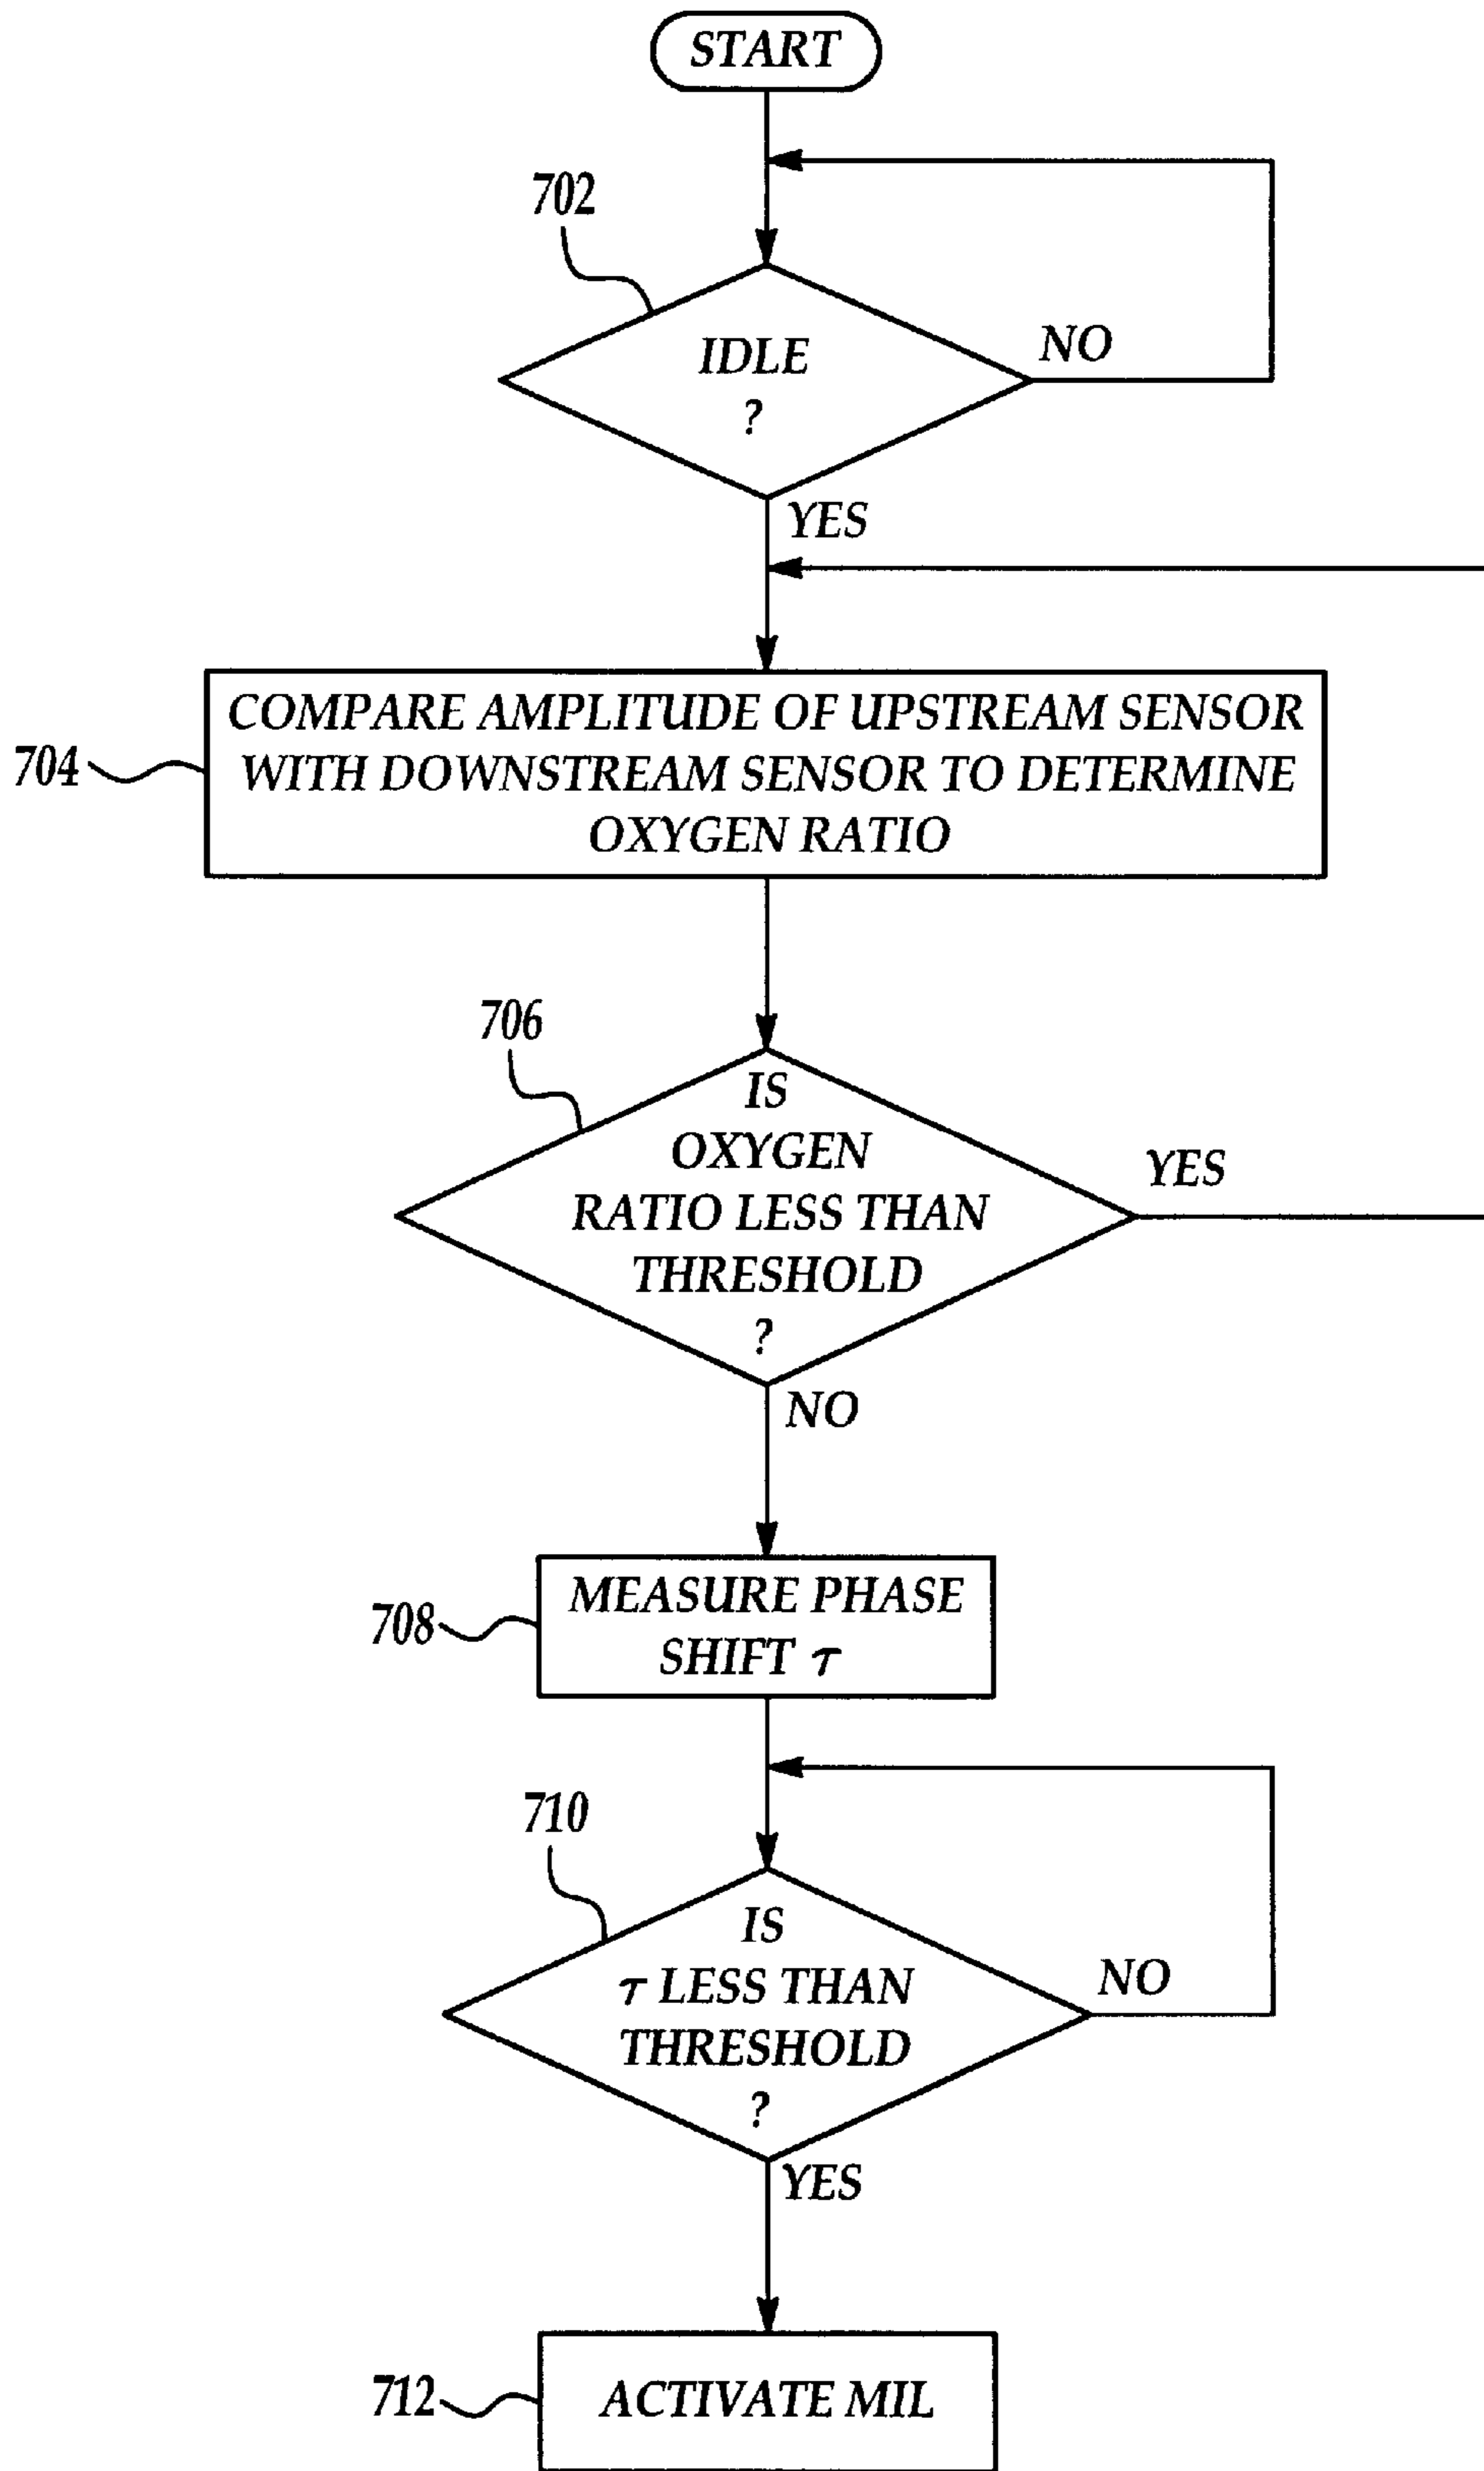 START
702
IDLE
?
NO
YES
704
COMPARE AMPLITUDE OF UPSTREAM SENSOR
WITH DOWNSTREAM SENSOR TO DETERMINE
OXYGEN RATIO
706
IS
OXYGEN
RATIO LESS THAN
THRESHOLD
?
YES
NO
708
MEASURE PHASE
SHIFT τ
710
IS
τ LESS THAN
THRESHOLD
?
NO
YES
712
ACTIVATE MIL